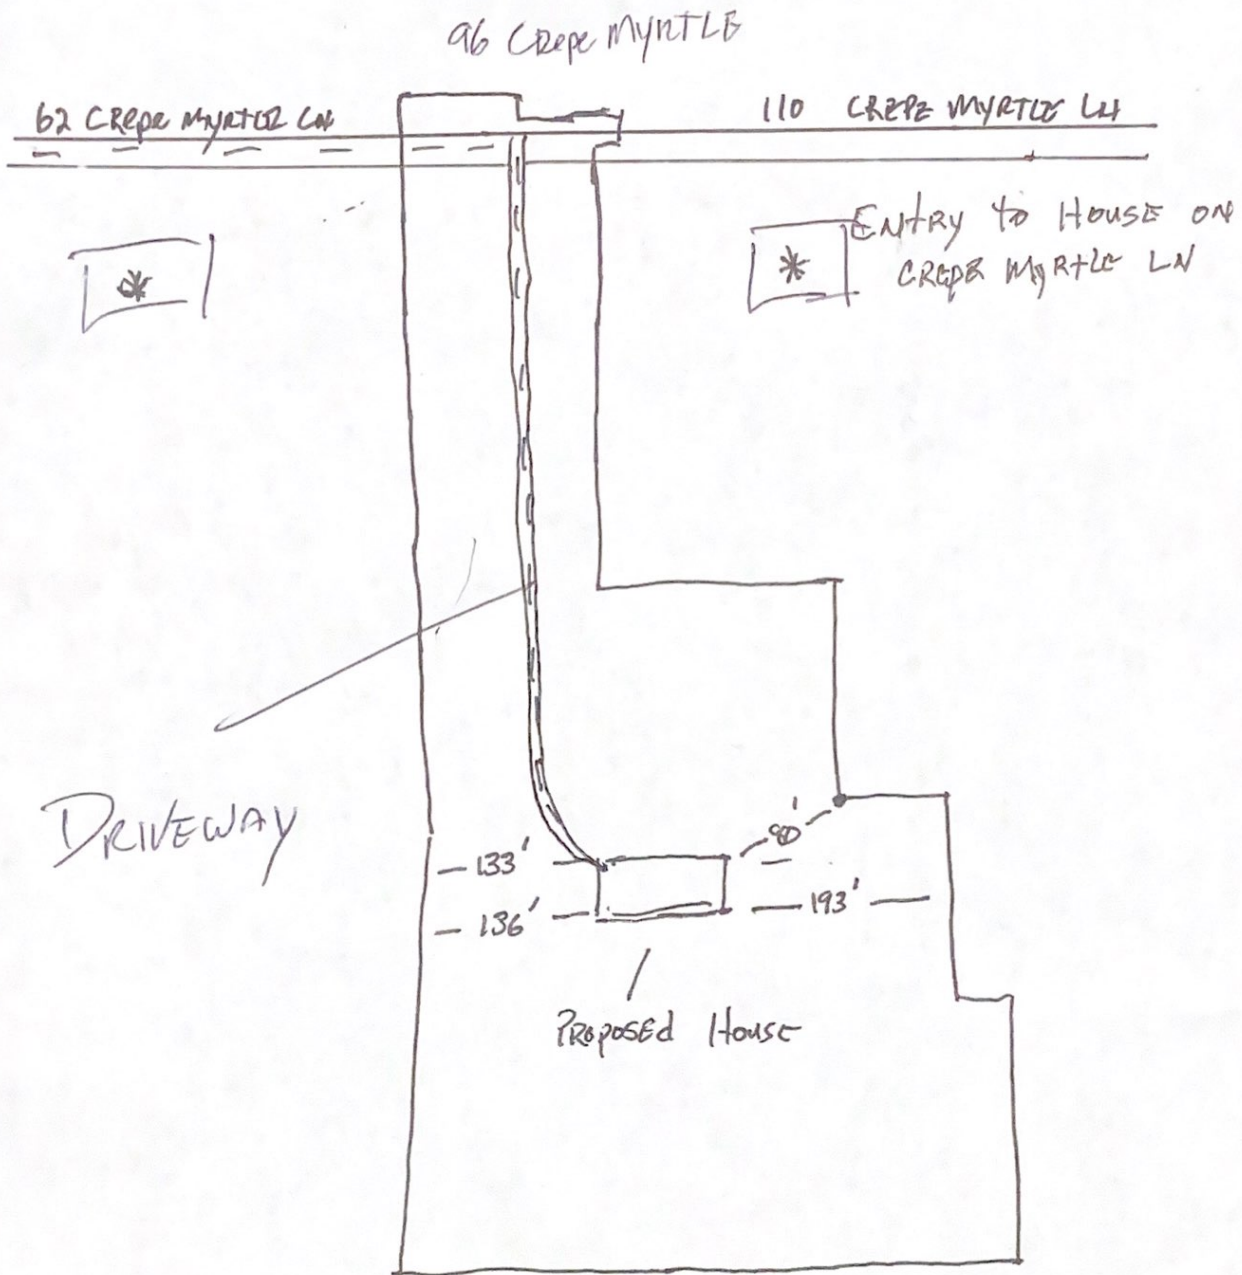 96 Crepe Myrtle
62 Crepe Myrtle Ln
110 CREPE MYRTLE LN
Entry to House on
CREPE MyRtLE LN
DRIVEWAY
133'
90'
136'
193'
Proposed House